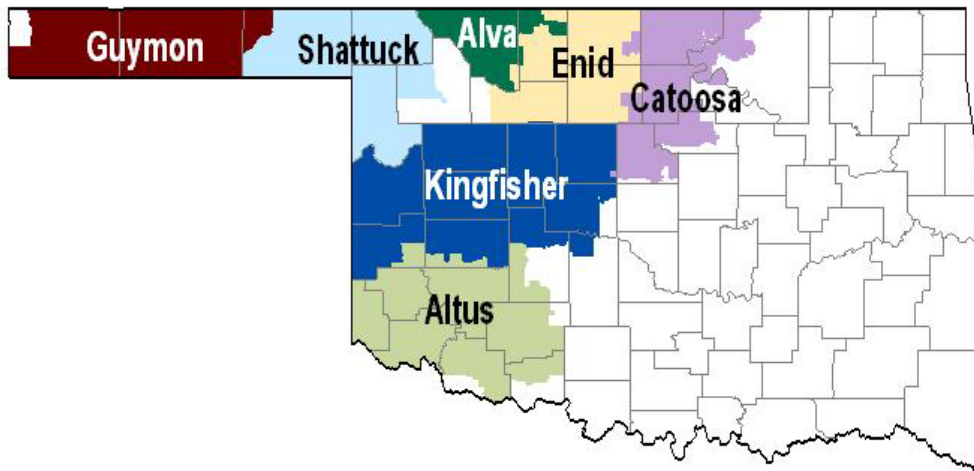 Guymon
Shattuck
Alva
Enid
Catoosa
Kingfisher
Altus